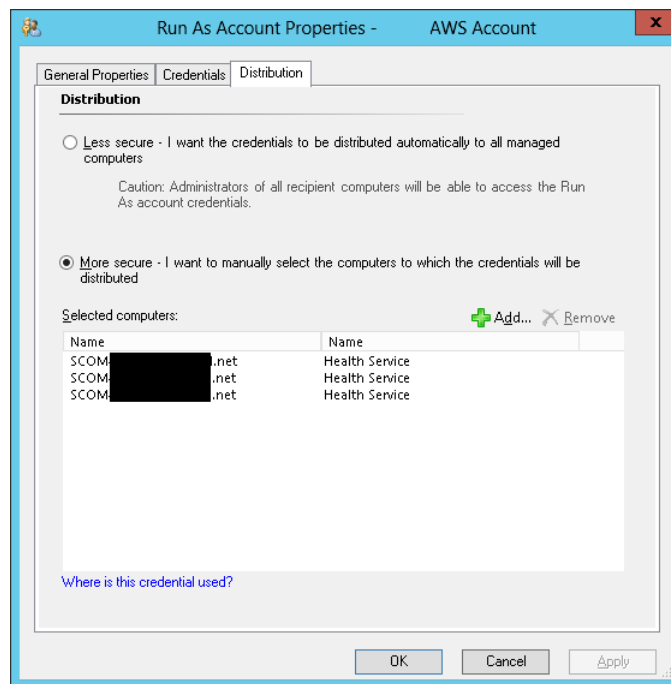 Run As Account Properties - AWS Account
x
General Properties Credentials Distribution
Distribution
Less secure - I want the credentials to be distributed automatically to all managed
computers
Caution: Administrators of all recipient computers will be able to access the Run
As account credentials.
More secure - I want to manually select the computers to which the credentials will be
distributed
Selected computers: Add... Remove
Name Name
SCOM .net Health Service
SCOM .net Health Service
SCOM .net Health Service
Where is this credential used?
OK Cancel Apply